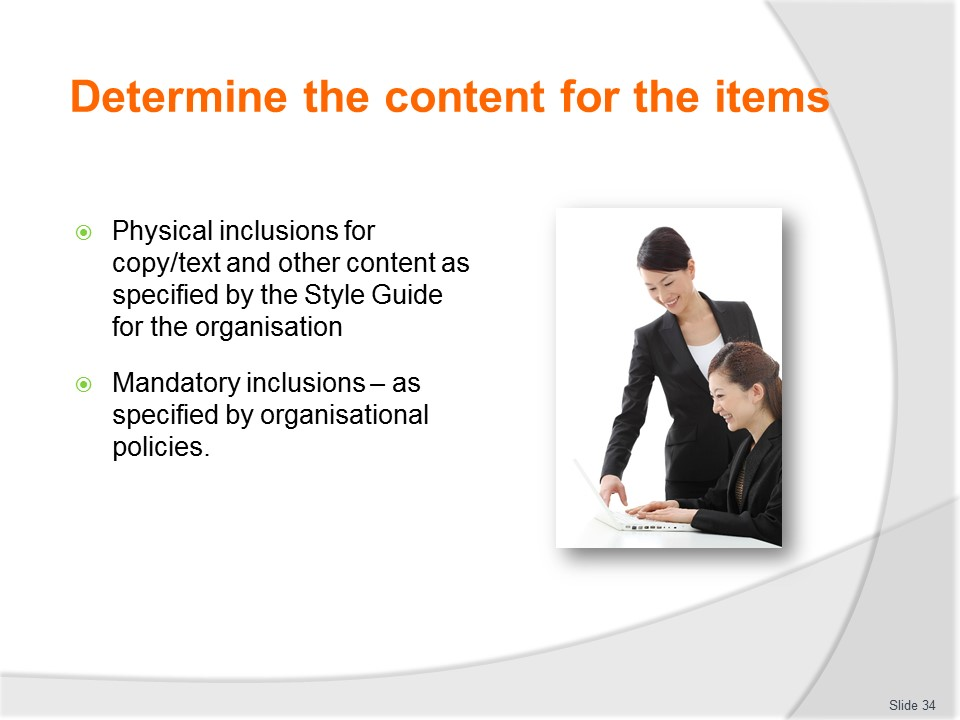 Determine the content for the items
Physical inclusions for
copy/text and other content as
specified by the Style Guide
for the organisation
Mandatory inclusions – as
specified by organisational
policies.
Slide 34